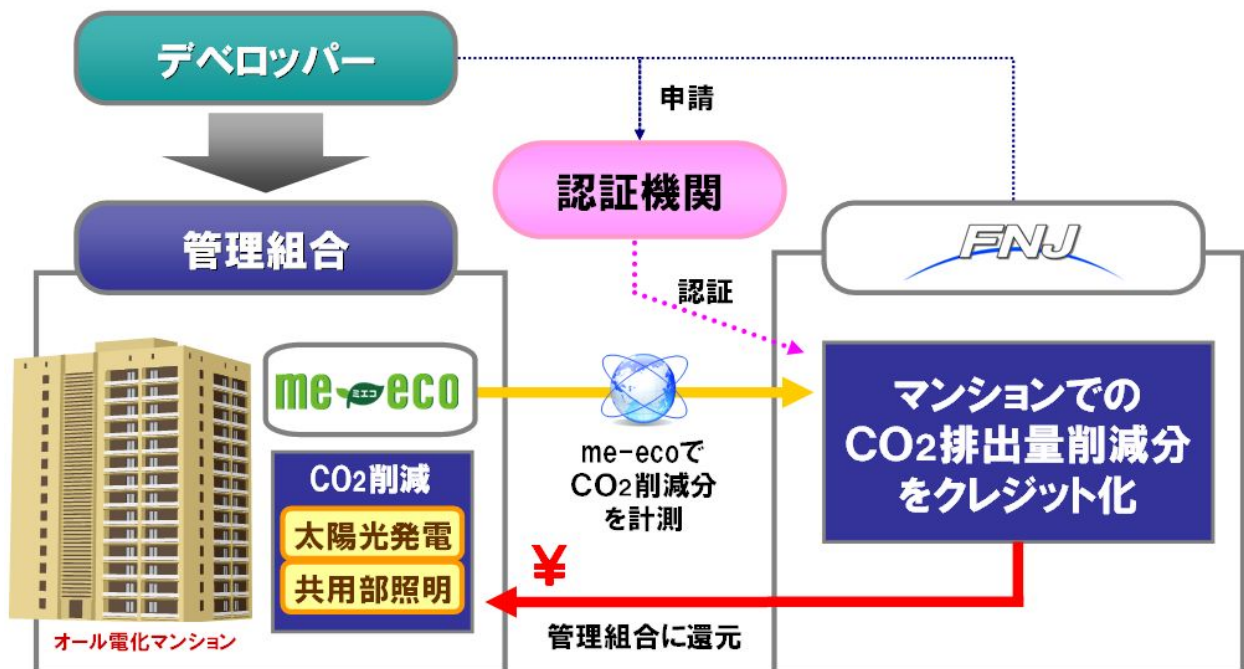 デベロッパー
申請
認証機関
管理組合
FNJ
認証
me eco
ミエコ
マンションでの
CO2排出量削減分
をクレジット化
me-ecoで
CO2削減分
を計測
CO2削減
太陽光発電
共用部照明
¥
オール電化マンション
管理組合に還元